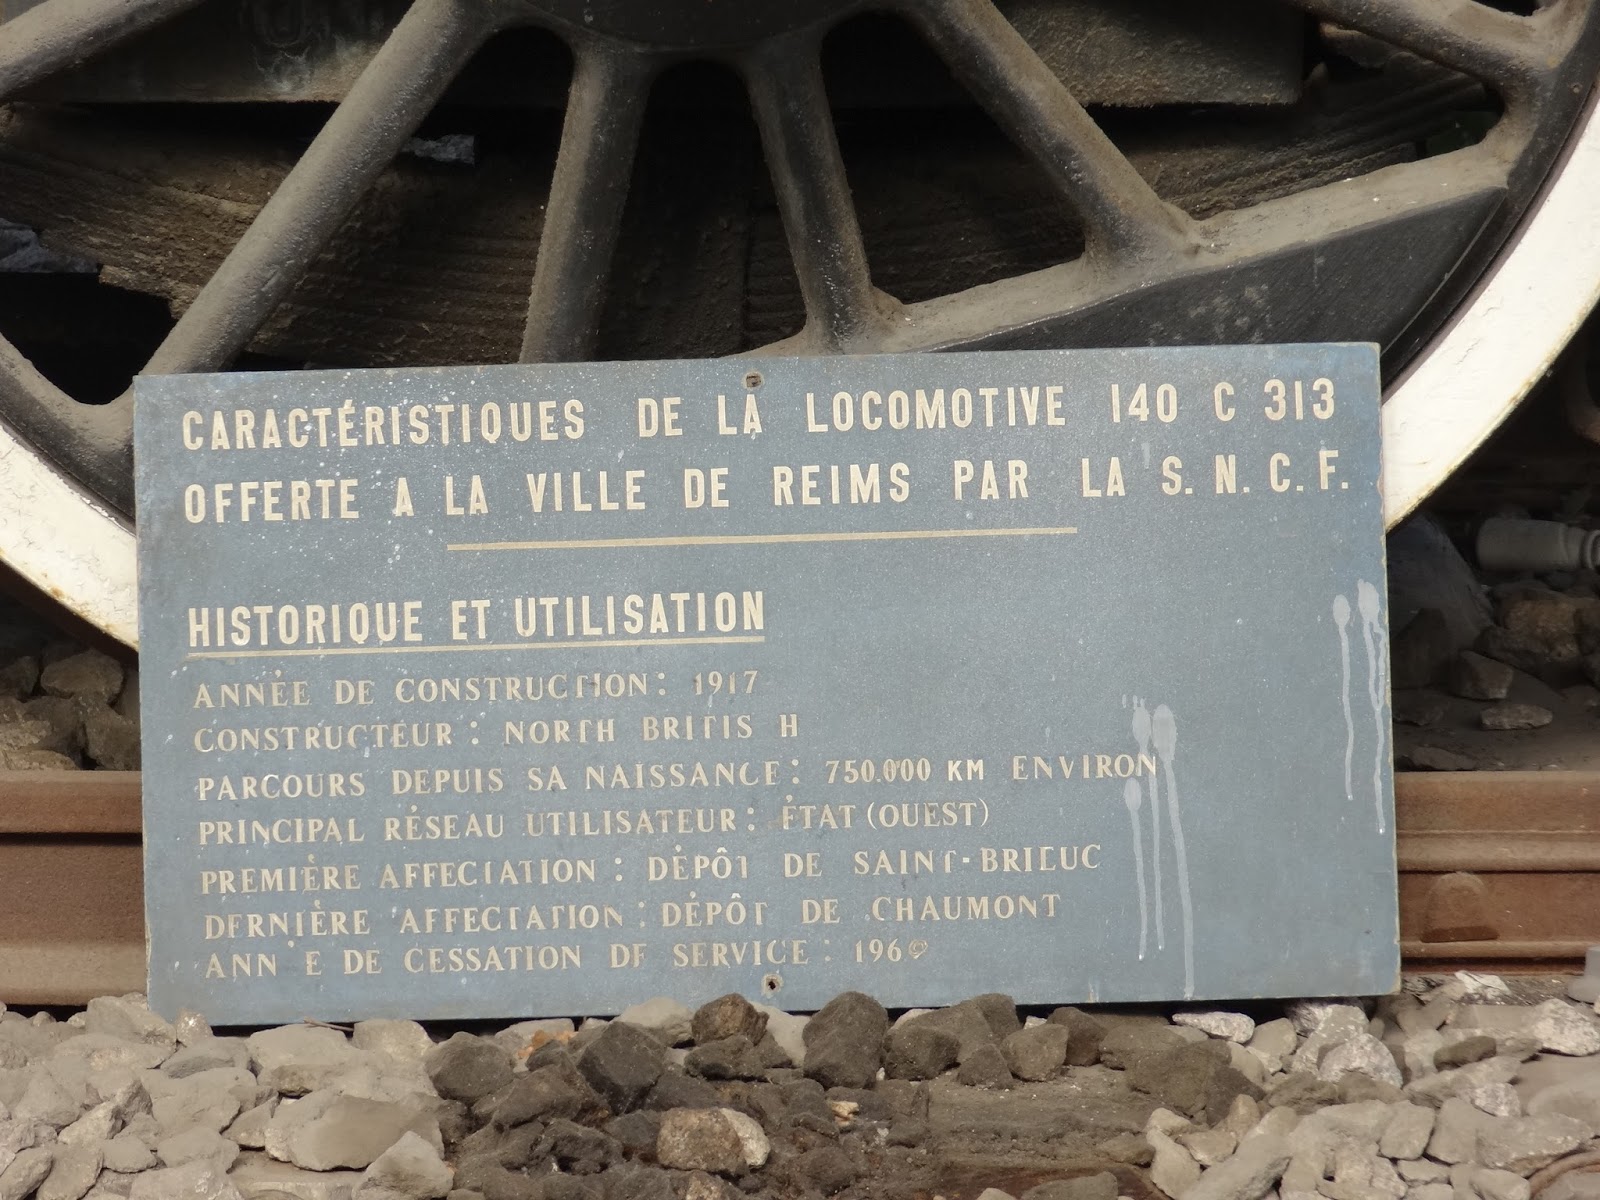 CARACTÉRISTIQUES DE LA LOCOMOTIVE 140 C 313
OFFERTE A LA VILLE DE REIMS PAR LA S.N.C.F.
HISTORIQUE ET UTILISATION
ANNÉE DE CONSTRUCTION: 1917
CONSTRUCTEUR: NORTH BRITIS H
PARCOURS DEPUIS SA NAISSANCE: 750.000 KM ENVIRON
PRINCIPAL RÉSEAU UTILISATEUR: ÉTAT (OUEST)
PREMIÈRE AFFECTATION: DÉPÔT DE SAINT-BRIEUC
DERNIÈRE AFFECTATION: DÉPÔT DE CHAUMONT
ANN E DE CESSATION DE SERVICE: